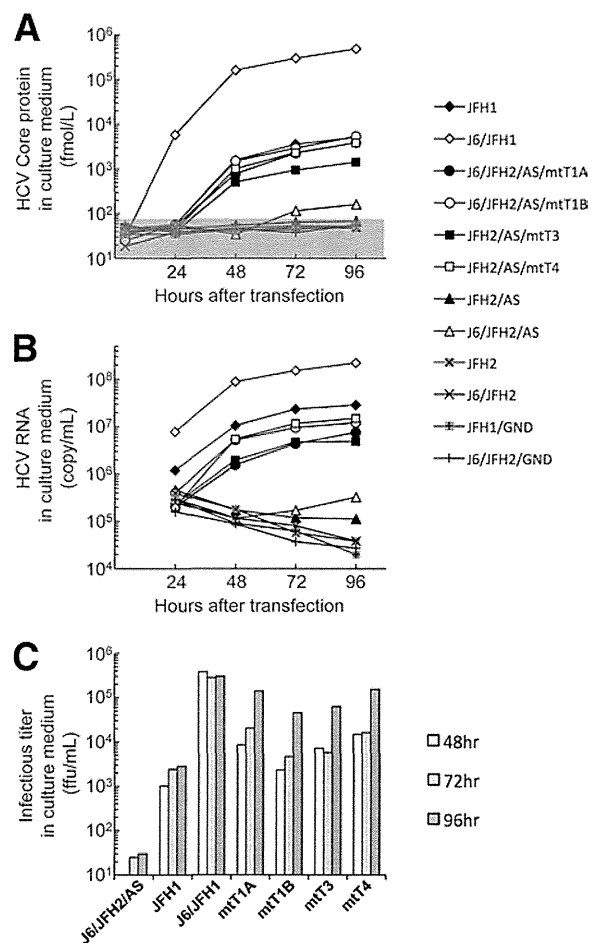 A
HCV Core protein
in culture medium
(fmol/L)
10⁶
10⁵
10⁴
10³
10²
10¹
24 48 72 96
Hours after transfection
JFH1
J6/JFH1
J6/JFH2/AS/mtT1A
J6/JFH2/AS/mtT1B
JFH2/AS/mtT3
JFH2/AS/mtT4
JFH2/AS
J6/JFH2/AS
JFH2
J6/JFH2
JFH1/GND
J6/JFH2/GND
B
HCV RNA
in culture medium
(copy/mL)
10⁸
10⁷
10⁶
10⁵
10⁴
24 48 72 96
Hours after transfection
C
Infectious titer
in culture medium
(ffu/mL)
10⁶
10⁵
10⁴
10³
10²
10¹
J6/JFH2/AS
JFH1
J6/JFH1
mtT1A
mtT1B
mtT3
mtT4
48hr
72hr
96hr